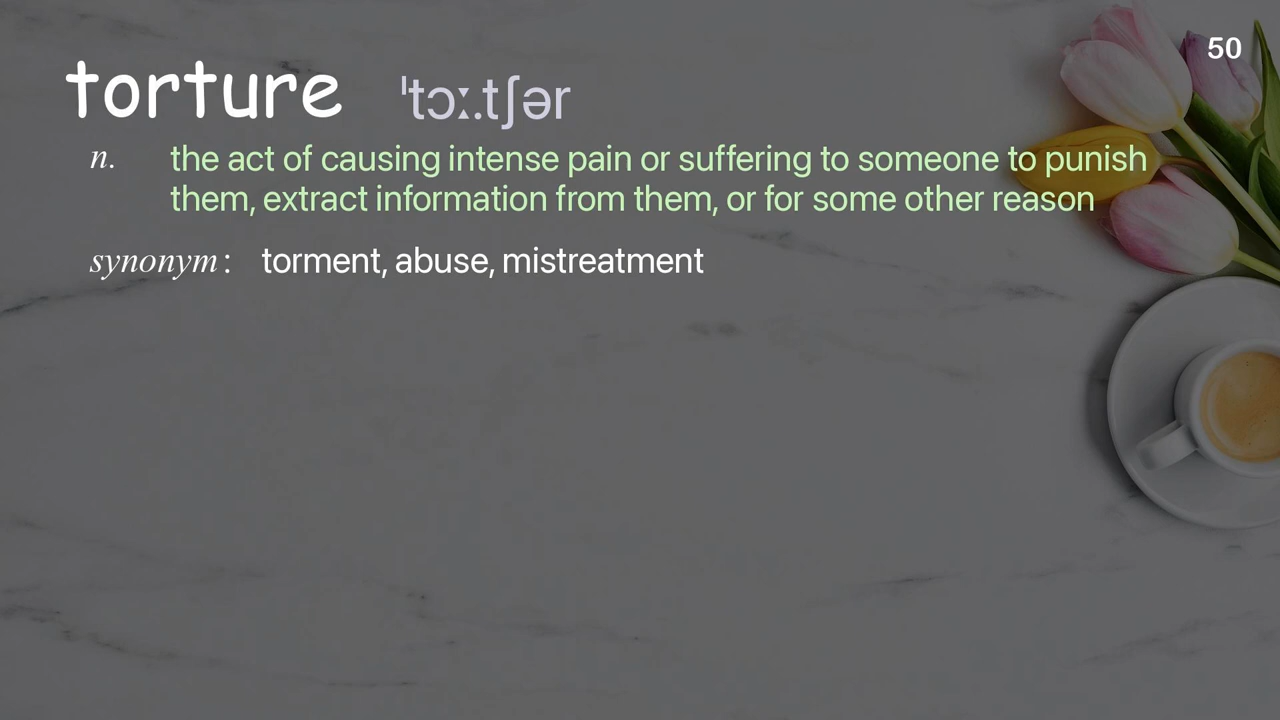 50
torture ˈtɔː.tʃər
n. the act of causing intense pain or suffering to someone to punish
them, extract information from them, or for some other reason
synonym : torment, abuse, mistreatment